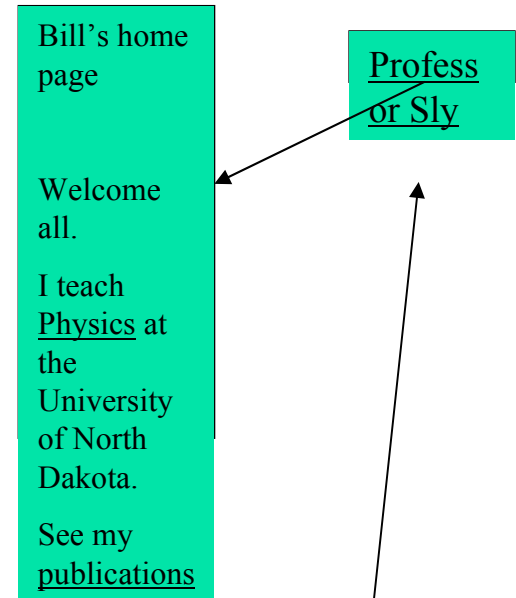 Bill’s home
page
Welcome
all.
I teach
Physics at
the
University
of North
Dakota.
See my
publications
Profess
or Sly